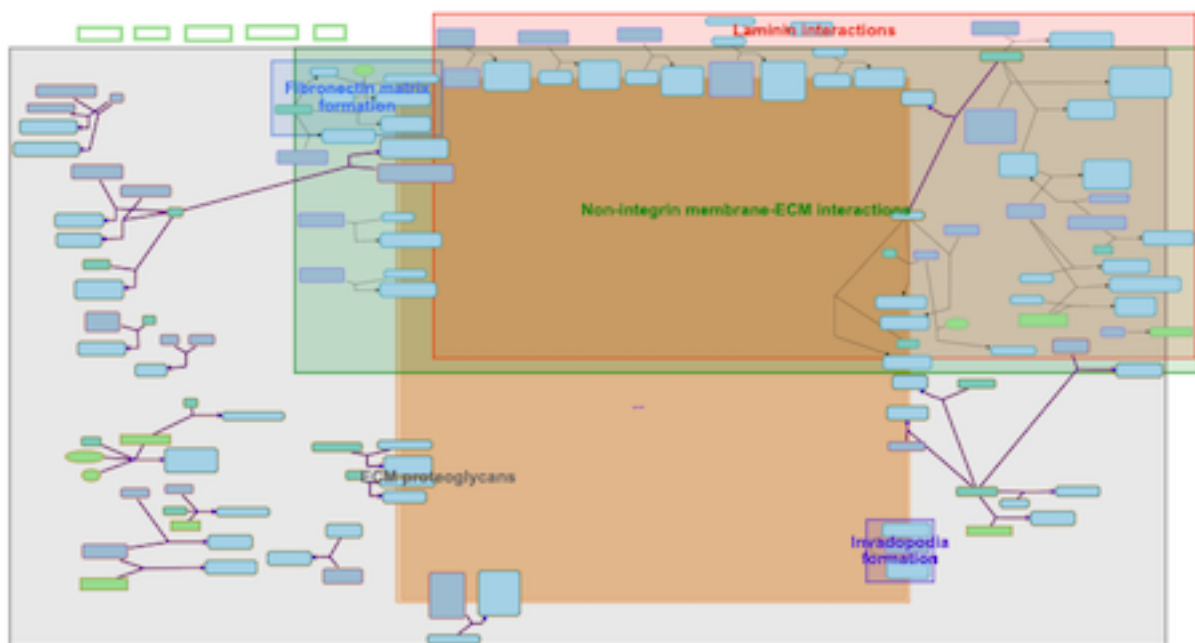 Laminin interactions
Fibronectin matrix
formation
Non-integrin membrane-ECM interactions
ECM proteoglycans
Invadopodia
formation